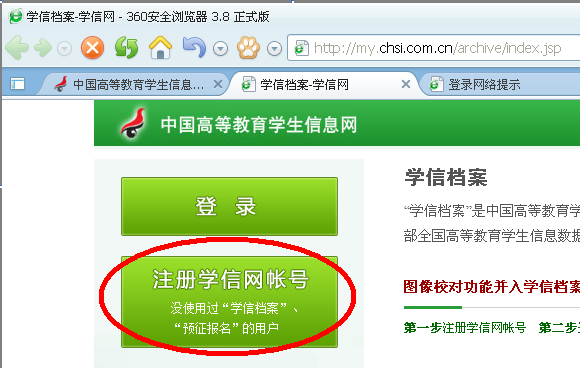 学信档案-学信网 - 360安全浏览器 3.8 正式版
http://my.chsi.com.cn/archive/index.jsp
中国高等教育学生信息... 学信档案-学信网 登录网络提示
中国高等教育学生信息网
登 录
注册学信网帐号
没使用过“学信档案”、
“预征报名”的用户
学信档案
“学信档案”是中国高等教育学
部全国高等教育学生信息数据
图像校对功能并入学信档案
第一步注册学信网帐号 第二步